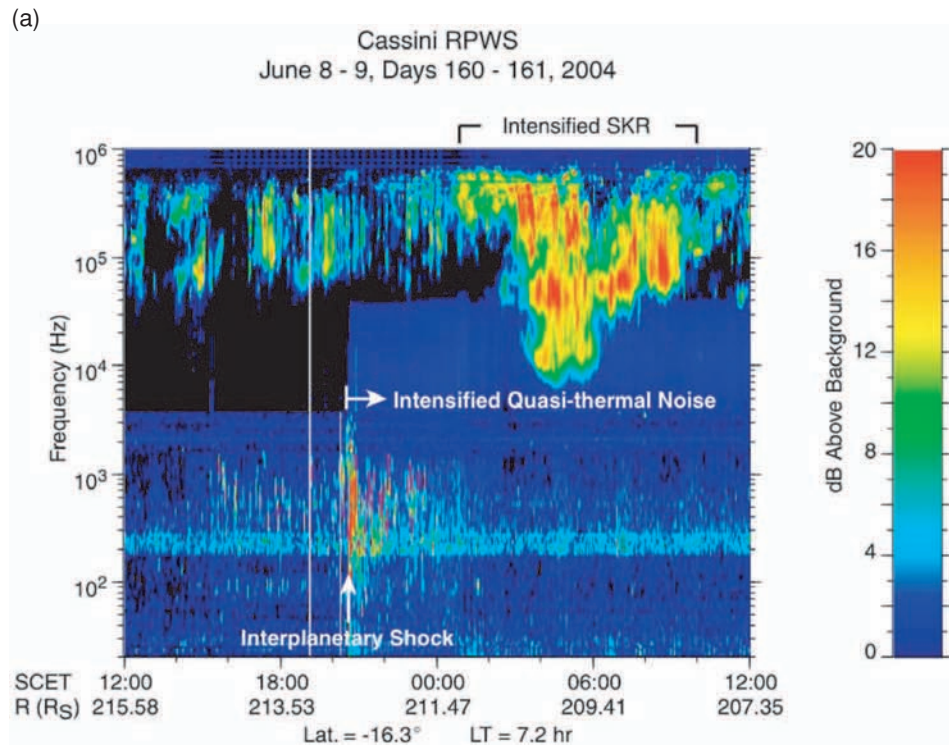 (a)
Cassini RPWS
June 8 - 9, Days 160 - 161, 2004
Intensified SKR
10⁶
10⁵
10⁴
10³
10²
Frequency (Hz)
Intensified Quasi-thermal Noise
Interplanetary Shock
20
16
12
8
4
0
dB Above Background
SCET 12:00 18:00 00:00 06:00 12:00
R (R_S) 215.58 213.53 211.47 209.41 207.35
Lat. = -16.3° LT = 7.2 hr